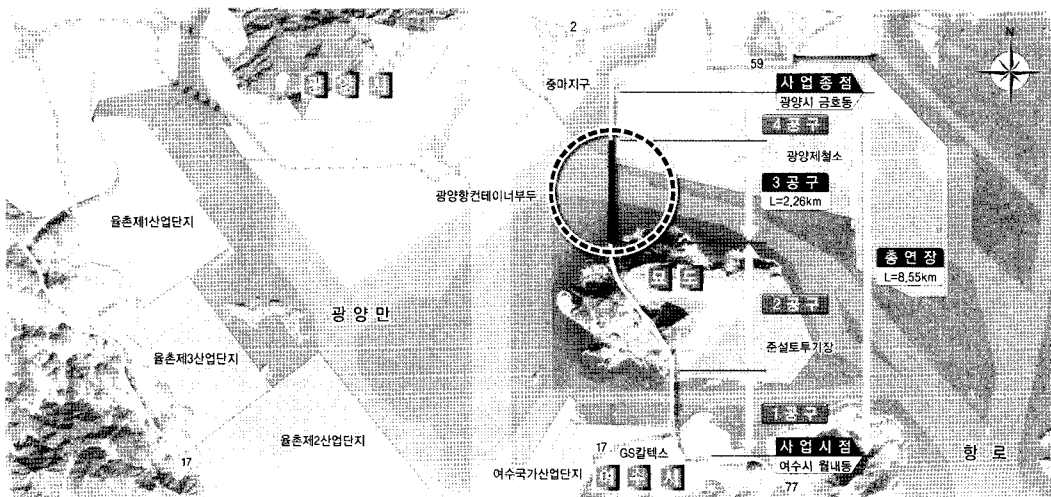 N
2
59
중마지구
사업종점
광양시 금호동
4공구
광양제철소
3공구
L=2.26km
광양항컨테이너부두
율촌제1산업단지
총연장
L=8.55km
묘도
2공구
광양만
준설토투기장
율촌제3산업단지
1공구
율촌제2산업단지
17
17
GS칼텍스
사업시점
여수시 월내동
항로
여수국가산업단지
77